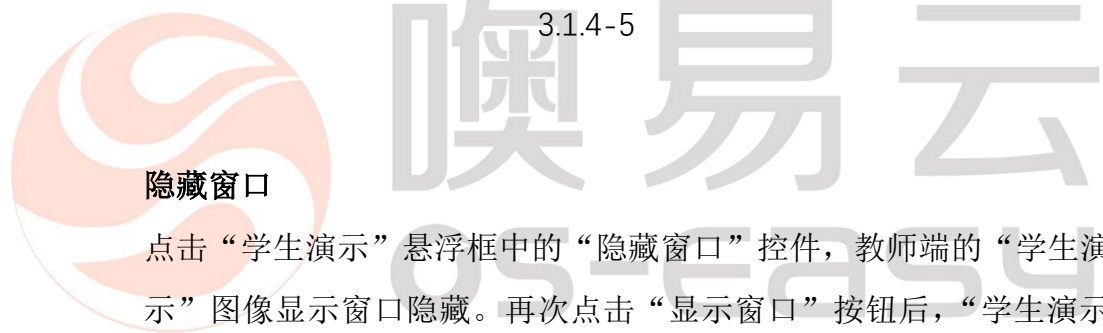 3.1.4-5
噢易云
隐藏窗口
点击“学生演示”悬浮框中的“隐藏窗口”控件，教师端的“学生演
os-easy
示”图像显示窗口隐藏。再次点击“显示窗口”按钮后，“学生演示